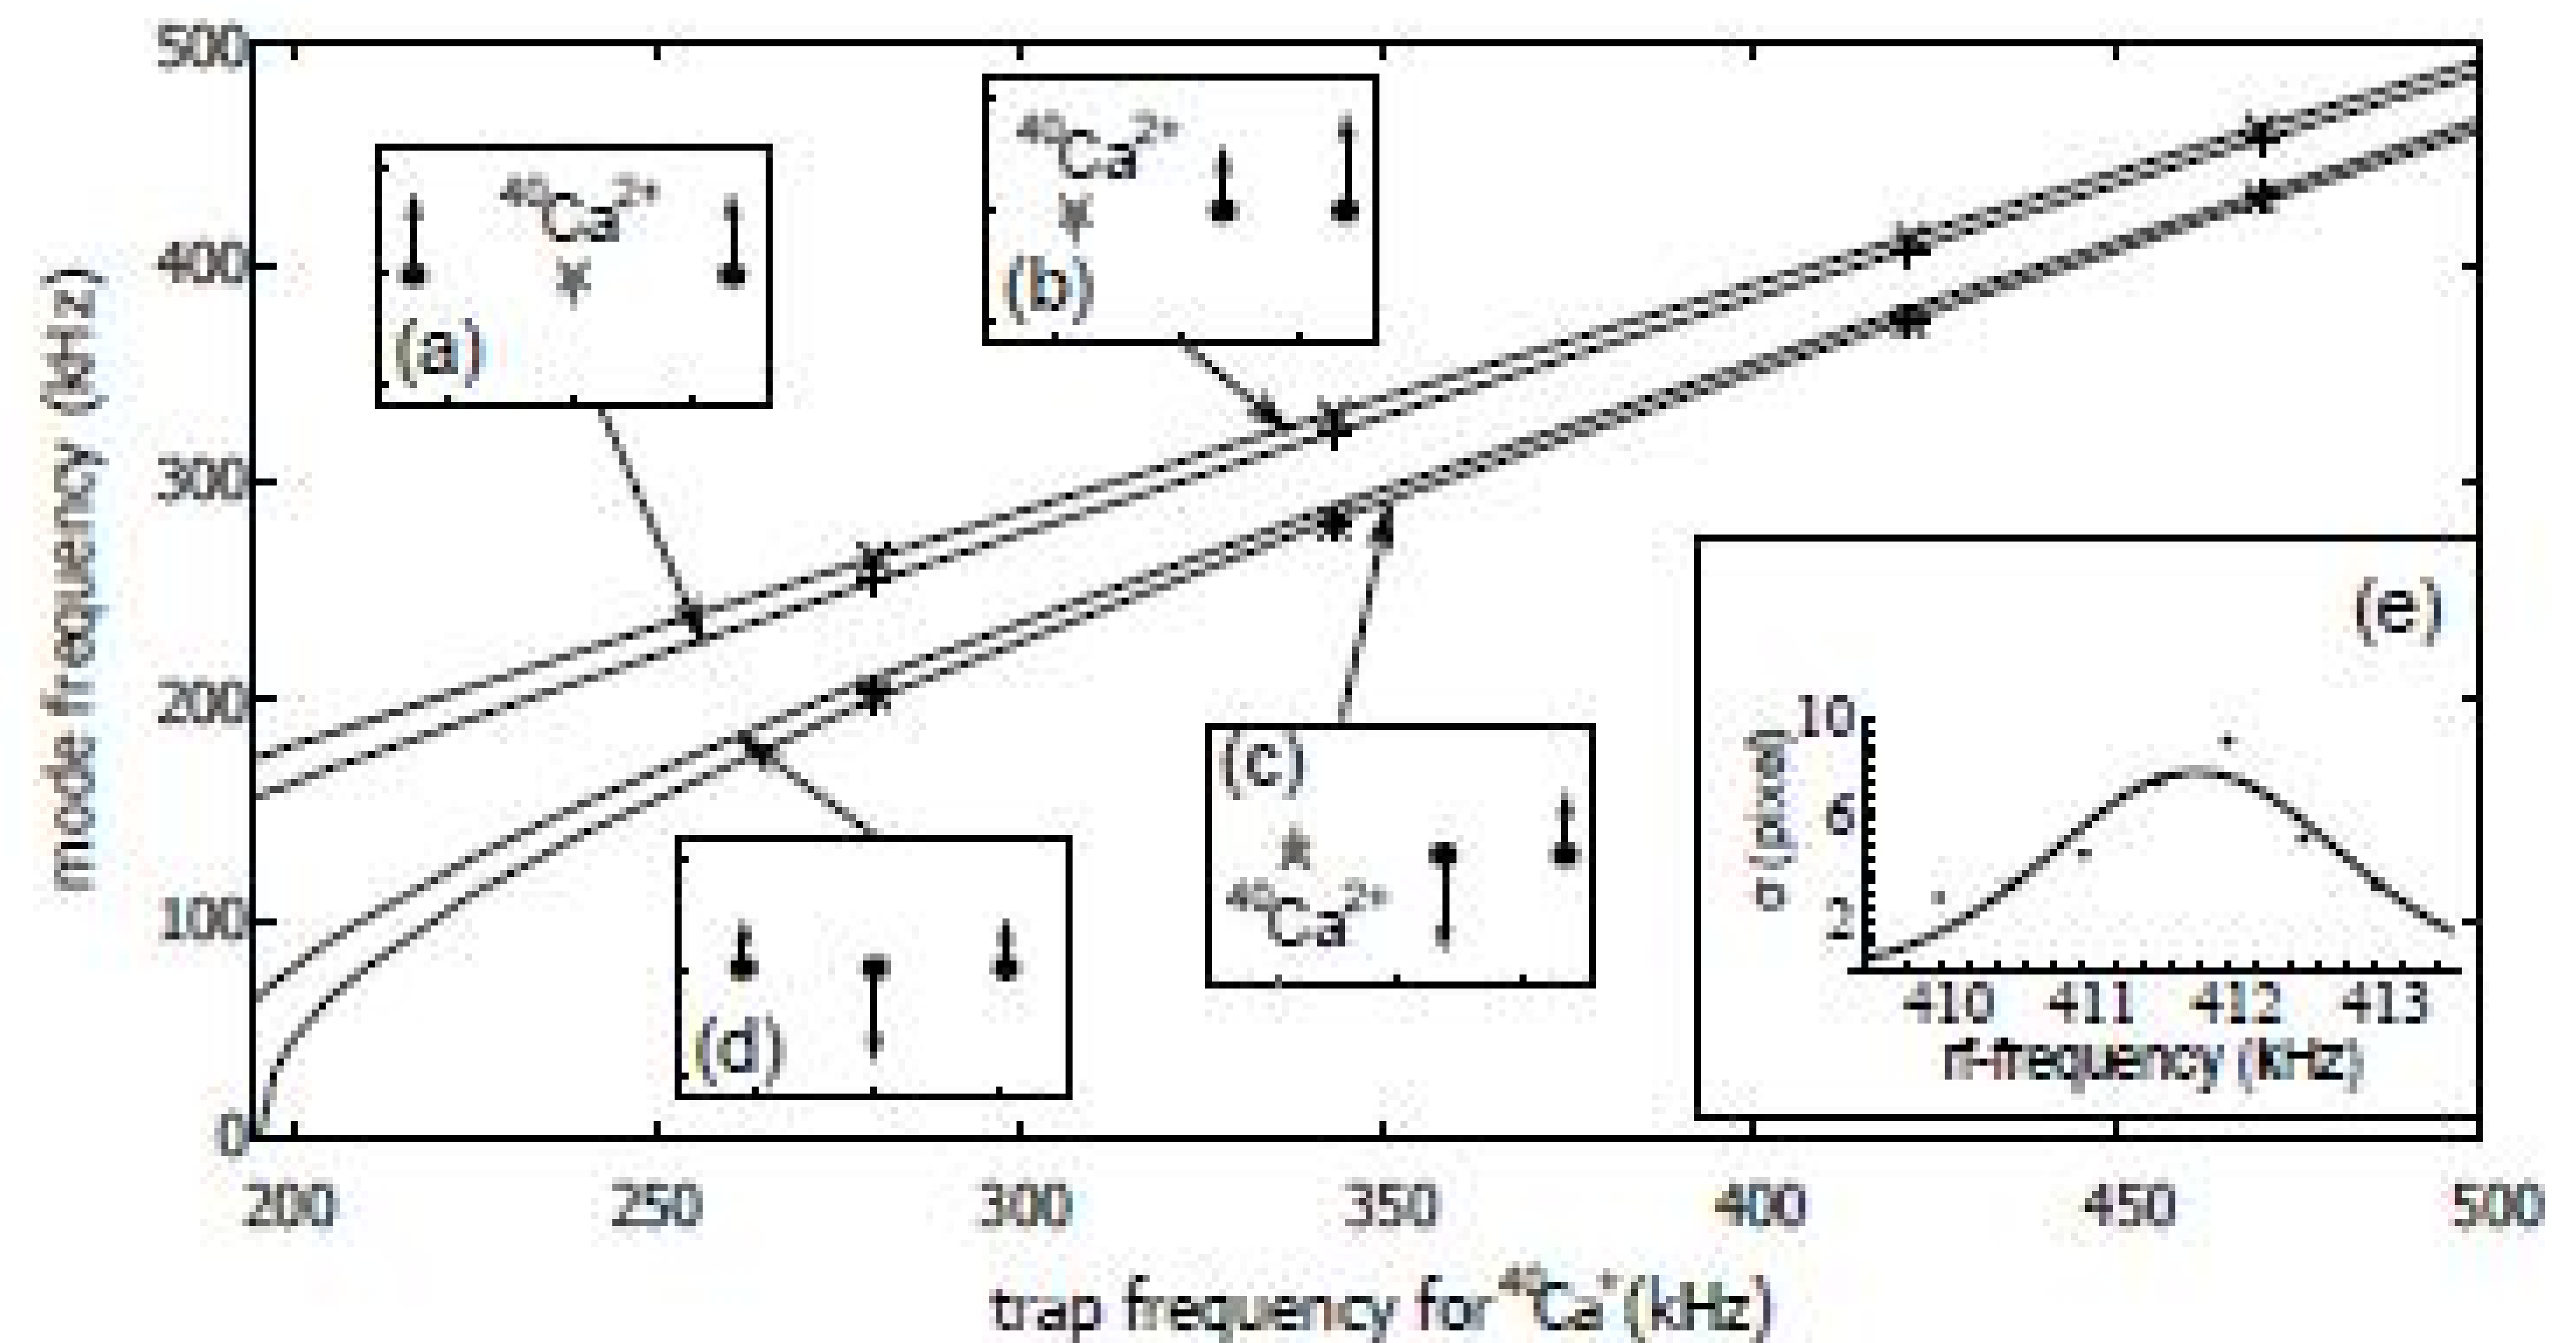 mode frequency (kHz)
500
400
300
200
100
0
⁴⁰Ca²⁺
(a)
⁴⁰Ca²⁺
(b)
(c)
⁴⁰Ca²⁺
(d)
(e)
σ (pixel)
10
6
2
410 411 412 413
rf-frequency (kHz)
200 250 300 350 400 450 500
trap frequency for ⁴⁰Ca⁺ (kHz)